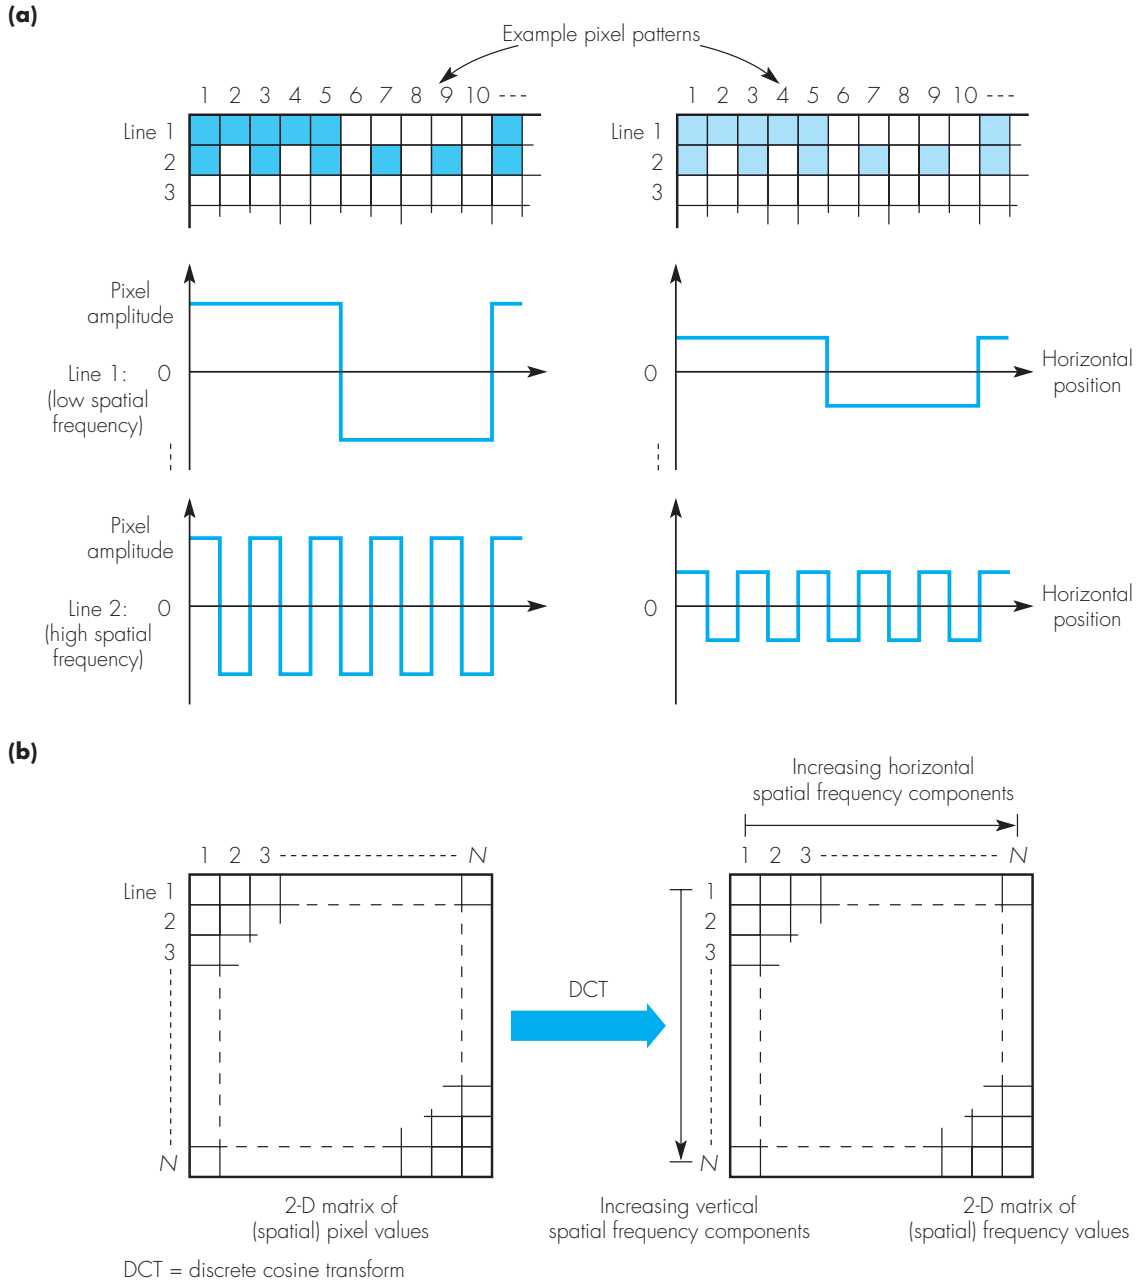 (a)
Example pixel patterns
1 2 3 4 5 6 7 8 9 10 ---
1 2 3 4 5 6 7 8 9 10 ---
Line 1
2
3
Line 1
2
3
Pixel
amplitude
Line 1: 0
(low spatial
frequency)
0
Horizontal
position
Pixel
amplitude
Line 2: 0
(high spatial
frequency)
0
Horizontal
position
(b)
Increasing horizontal
spatial frequency components
1 2 3 N
1 2 3 N
Line 1
2
3
N
1
2
3
N
DCT
2-D matrix of
(spatial) pixel values
Increasing vertical
spatial frequency components
2-D matrix of
(spatial) frequency values
DCT = discrete cosine transform